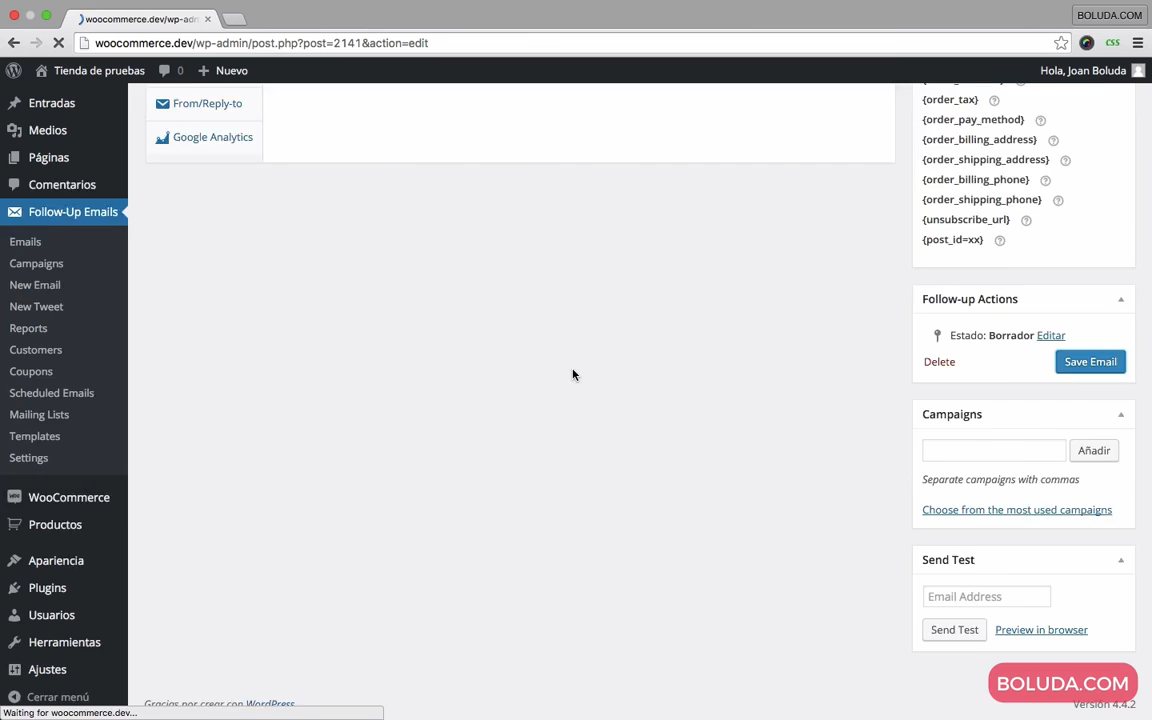 woocommerce.dev/wp-adn
BOLUDA.COM
woocommerce.dev/wp-admin/post.php?post=2141&action=edit
CSS
Tienda de pruebas
0
Nuevo
Hola, Joan Boluda
Entradas
Medios
Páginas
Comentarios
Follow-Up Emails
Emails
Campaigns
New Email
New Tweet
Reports
Customers
Coupons
Scheduled Emails
Mailing Lists
Templates
Settings
WooCommerce
Productos
Apariencia
Plugins
Usuarios
Herramientas
Ajustes
Cerrar menú
Waiting for woocommerce.dev...
From/Reply-to
Google Analytics
{order_tax}
{order_pay_method}
{order_billing_address}
{order_shipping_address}
{order_billing_phone}
{order_shipping_phone}
{unsubscribe_url}
{post_id=xx}
Follow-up Actions
Estado: Borrador Editar
Delete
Save Email
Campaigns
Añadir
Separate campaigns with commas
Choose from the most used campaigns
Send Test
Email Address
Send Test
Preview in browser
BOLUDA.COM
Gracias por crear con WordPress
Versión 4.4.2